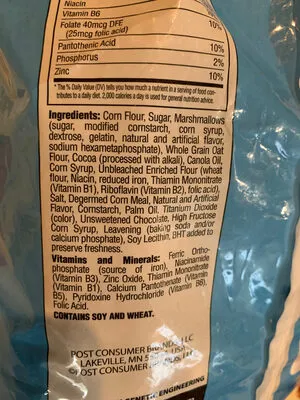 Niacin
Vitamin B6 10%
Folate 40mcg DFE
(25mcg folic acid) 10%
Pantothenic Acid 10%
Phosphorus 2%
Zinc 10%
* The % Daily Value (DV) tells you how much a nutrient in a serving of food con-
tributes to a daily diet. 2,000 calories a day is used for general nutrition advice.
Ingredients: Corn Flour, Sugar, Marshmallows
(sugar, modified cornstarch, corn syrup,
dextrose, gelatin, natural and artificial flavor,
sodium hexametaphosphate), Whole Grain Oat
Flour, Cocoa (processed with alkali), Canola Oil,
Corn Syrup, Unbleached Enriched Flour (wheat
flour, Niacin, reduced iron, Thiamin Mononitrate
(Vitamin B1), Riboflavin (Vitamin B2), folic acid),
Salt, Degermed Corn Meal, Natural and Artificial
Flavor, Cornstarch, Palm Oil, Titanium Dioxide
(color), Unsweetened Chocolate, High Fructose
Corn Syrup, Leavening (baking soda and/or
calcium phosphate), Soy Lecithin, BHT added to
preserve freshness.
Vitamins and Minerals: Ferric Ortho-
phosphate (source of iron), Niacinamide
(Vitamin B3), Zinc Oxide, Thiamin Mononitrate
(Vitamin B1), Calcium Pantothenate (Vitamin
B5), Pyridoxine Hydrochloride (Vitamin B6),
Folic Acid.
CONTAINS SOY AND WHEAT.
POST CONSUMER BRANDS, LLC
LAKEVILLE, MN USA
©POST CONSUMER BRANDS, LLC
GENETIC ENGINEERING